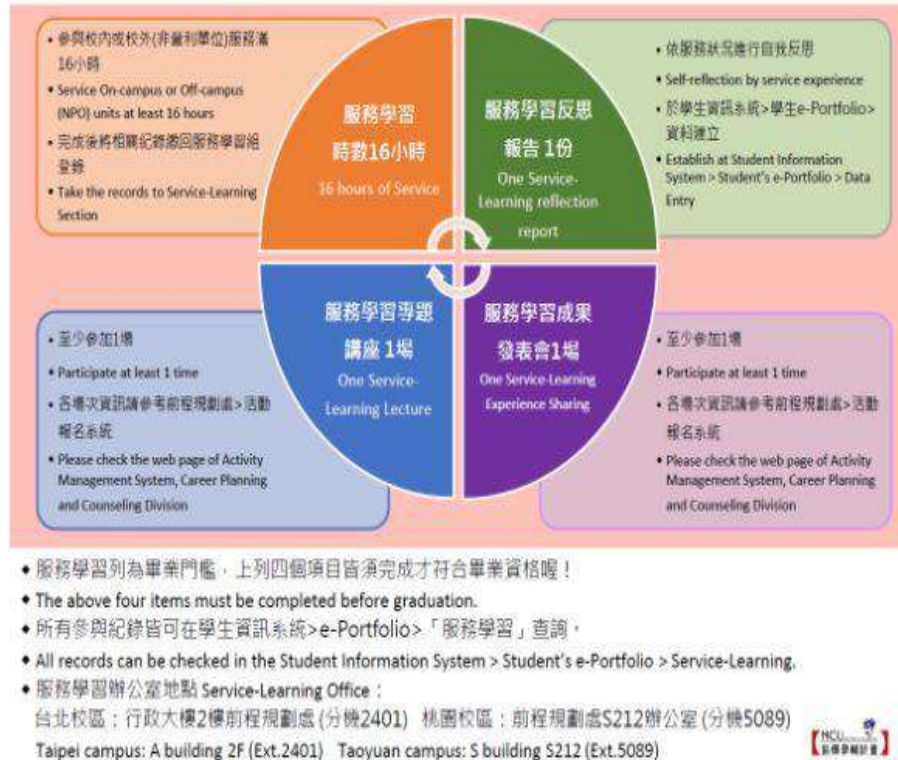 • 參與校內或校外(非營利單位)服務滿
16小時
• Service On-campus or Off-campus
(NPO) units at least 16 hours
• 完成後將相關紀錄繳回服務學習組
登錄
• Take the records to Service-Learning
Section
服務學習
時數16小時
16 hours of Service
服務學習反思
報告 1份
One Service-
Learning reflection
report
• 依服務狀況進行自我反思
• Self-reflection by service experience
• 於學生資訊系統>學生e-Portfolio>
資料建立
• Establish at Student Information
System > Student's e-Portfolio > Data
Entry
• 至少參加1場
• Participate at least 1 time
• 各場次資訊請參考前程規劃處>活動
報名系統
• Please check the web page of Activity
Management System, Career Planning
and Counseling Division
服務學習專題
講座 1場
One Service-
Learning Lecture
服務學習成果
發表會1場
One Service-Learning
Experience Sharing
• 至少參加1場
• Participate at least 1 time
• 各場次資訊請參考前程規劃處>活動
報名系統
• Please check the web page of Activity
Management System, Career Planning
and Counseling Division
◆ 服務學習列為畢業門檻，上列四個項目皆須完成才符合畢業資格喔！
◆ The above four items must be completed before graduation.
◆ 所有參與紀錄皆可在學生資訊系統>e-Portfolio>「服務學習」查詢。
◆ All records can be checked in the Student Information System > Student's e-Portfolio > Service-Learning.
◆ 服務學習辦公室地點 Service-Learning Office：
台北校區：行政大樓2樓前程規劃處 (分機2401) 桃園校區：前程規劃處S212辦公室 (分機5089)
Taipei campus: A building 2F (Ext.2401) Taoyuan campus: S building S212 (Ext.5089)